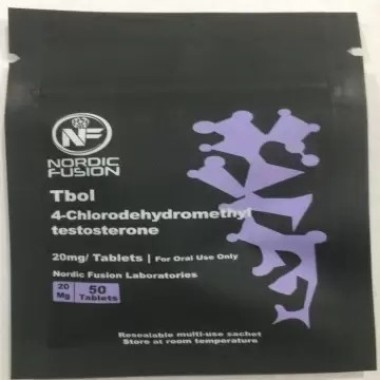 NF
NORDIC
FUSION
Tbol
4-Chlorodehydromethyl
testosterone
20mg/ Tablets | For Oral Use Only
Nordic Fusion Laboratories
20 Mg 50 Tablets
Resealable multi-use sachet
Store at room temperature